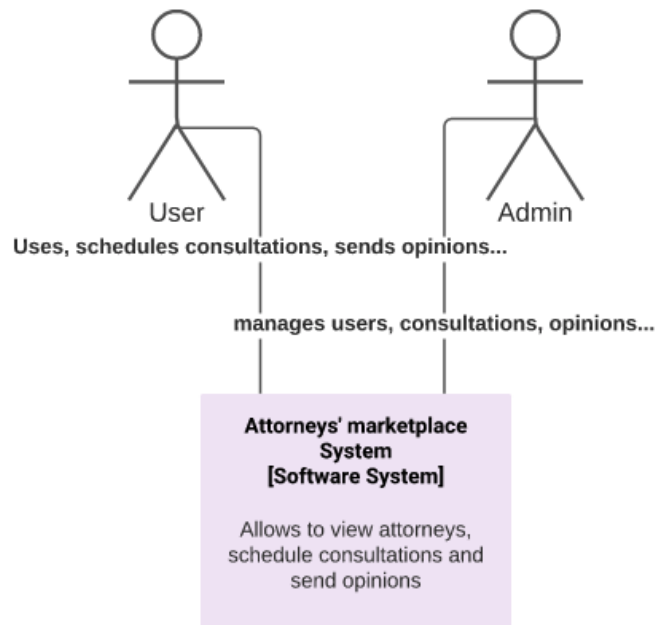 User
Admin
Uses, schedules consultations, sends opinions...
manages users, consultations, opinions...
Attorneys' marketplace
System
[Software System]
Allows to view attorneys,
schedule consultations and
send opinions